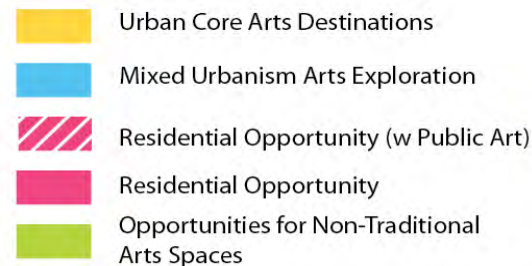 Urban Core Arts Destinations
Mixed Urbanism Arts Exploration
Residential Opportunity (w Public Art)
Residential Opportunity
Opportunities for Non-Traditional
Arts Spaces